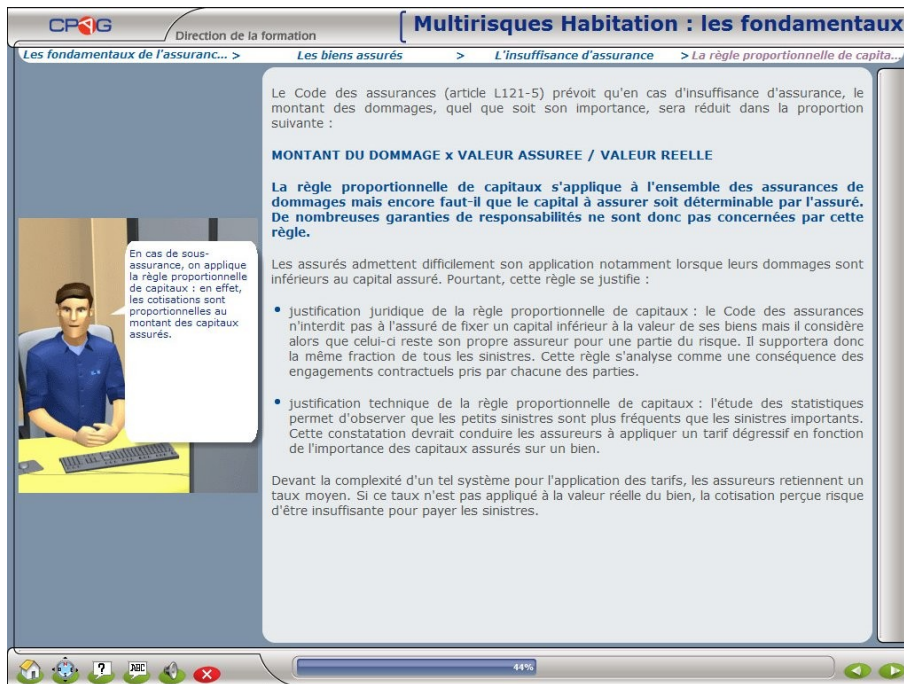 CPAG
Direction de la formation
Multirisques Habitation : les fondamentaux
Les fondamentaux de l'assuranc... > Les biens assurés > L'insuffisance d'assurance > La règle proportionnelle de capita...
Le Code des assurances (article L121-5) prévoit qu'en cas d'insuffisance d'assurance, le
montant des dommages, quel que soit son importance, sera réduit dans la proportion
suivante :
MONTANT DU DOMMAGE x VALEUR ASSUREE / VALEUR REELLE
La règle proportionnelle de capitaux s'applique à l'ensemble des assurances de
dommages mais encore faut-il que le capital à assurer soit déterminable par l'assuré.
De nombreuses garanties de responsabilités ne sont donc pas concernées par cette
règle.
En cas de sous-
assurance, on applique
la règle proportionnelle
de capitaux : en effet,
les cotisations sont
proportionnelles au
montant des capitaux
assurés.
Les assurés admettent difficilement son application notamment lorsque leurs dommages sont
inférieurs au capital assuré. Pourtant, cette règle se justifie :
• justification juridique de la règle proportionnelle de capitaux : le Code des assurances
n'interdit pas à l'assuré de fixer un capital inférieur à la valeur de ses biens mais il considère
alors que celui-ci reste son propre assureur pour une partie du risque. Il supportera donc
la même fraction de tous les sinistres. Cette règle s'analyse comme une conséquence des
engagements contractuels pris par chacune des parties.
• justification technique de la règle proportionnelle de capitaux : l'étude des statistiques
permet d'observer que les petits sinistres sont plus fréquents que les sinistres importants.
Cette constatation devrait conduire les assureurs à appliquer un tarif dégressif en fonction
de l'importance des capitaux assurés sur un bien.
Devant la complexité d'un tel système pour l'application des tarifs, les assureurs retiennent un
taux moyen. Si ce taux n'est pas appliqué à la valeur réelle du bien, la cotisation perçue risque
d'être insuffisante pour payer les sinistres.
? ABC
44%